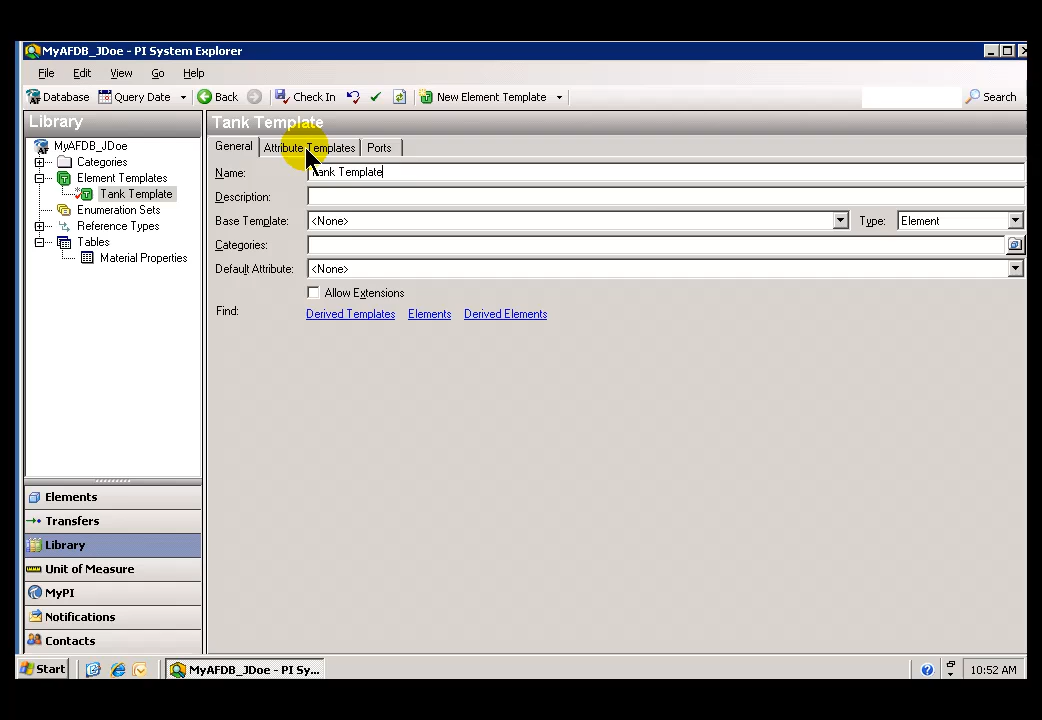 MyAFDB_JDoe - PI System Explorer
File Edit View Go Help
Database Query Date Back Check In New Element Template Search
Library
Tank Template
MyAFDB_JDoe
Categories
Element Templates
Tank Template
Enumeration Sets
Reference Types
Tables
Material Properties
General Attribute Templates Ports
Name: Tank Template
Description:
Base Template: <None> Type: Element
Categories:
Default Attribute: <None>
Allow Extensions
Find: Derived Templates Elements Derived Elements
Elements
Transfers
Library
Unit of Measure
MyPI
Notifications
Contacts
Start MyAFDB_JDoe - PI Sy... 10:52 AM